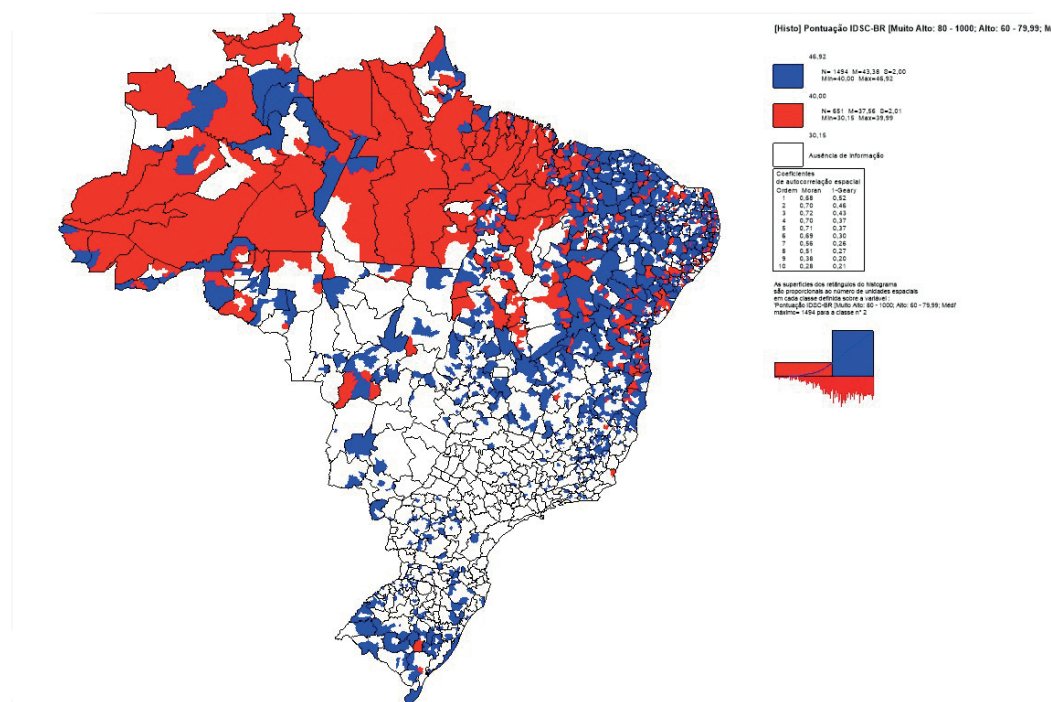 [Histo] Pontuação IDSC-BR [Muito Alto: 80 - 1000; Alto: 60 - 79,99; M
46,92
N= 1494 M=43,38 S=2,00
Min=40,00 Max=46,92
40,00
N= 651 M=37,56 S=2,01
Min=30,15 Max=39,99
30,15
Ausência de informação
Coeficientes
de autocorrelação espacial
Ordem Moran 1-Geary
1 0,68 0,52
2 0,70 0,46
3 0,72 0,43
4 0,70 0,37
5 0,71 0,37
6 0,69 0,30
7 0,56 0,26
8 0,51 0,27
9 0,36 0,20
10 0,28 0,21
As superfícies dos retângulos do histograma
são proporcionais ao número de unidades espaciais
em cada classe definida sobre a variável :
'Pontuação IDSC-BR [Muito Alto: 80 - 1000; Alto: 60 - 79,99; Médi'
máximo= 1494 para a classe n° 2